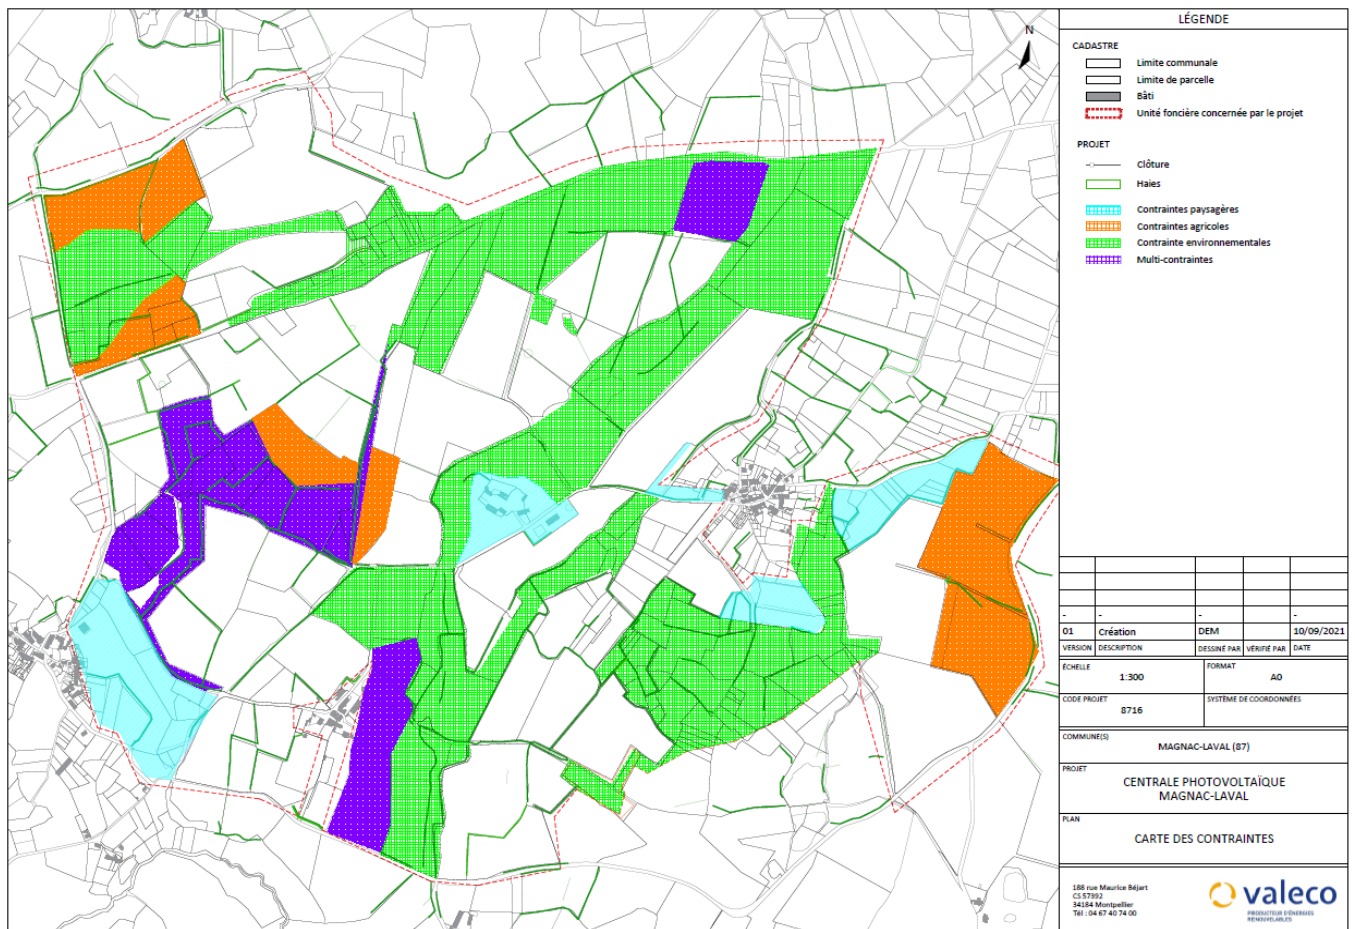 N
LÉGENDE
CADASTRE
Limite communale
Limite de parcelle
Bâti
Unité foncière concernée par le projet
PROJET
Clôture
Haies
Contraintes paysagères
Contraintes agricoles
Contrainte environnementales
Multi-contraintes
- - - -
01 Création DEM 10/09/2021
VERSION DESCRIPTION DESSINÉ PAR VÉRIFIÉ PAR DATE
ÉCHELLE FORMAT
1:300 A0
CODE PROJET SYSTÈME DE COORDONNÉES
8716
COMMUNE(S)
MAGNAC-LAVAL (87)
PROJET
CENTRALE PHOTOVOLTAÏQUE
MAGNAC-LAVAL
PLAN
CARTE DES CONTRAINTES
188 rue Maurice Béjart
CS 57392
34184 Montpellier
Tél : 04 67 40 74 00
valeco
PRODUCTEUR D'ÉNERGIES
RENOUVELABLES